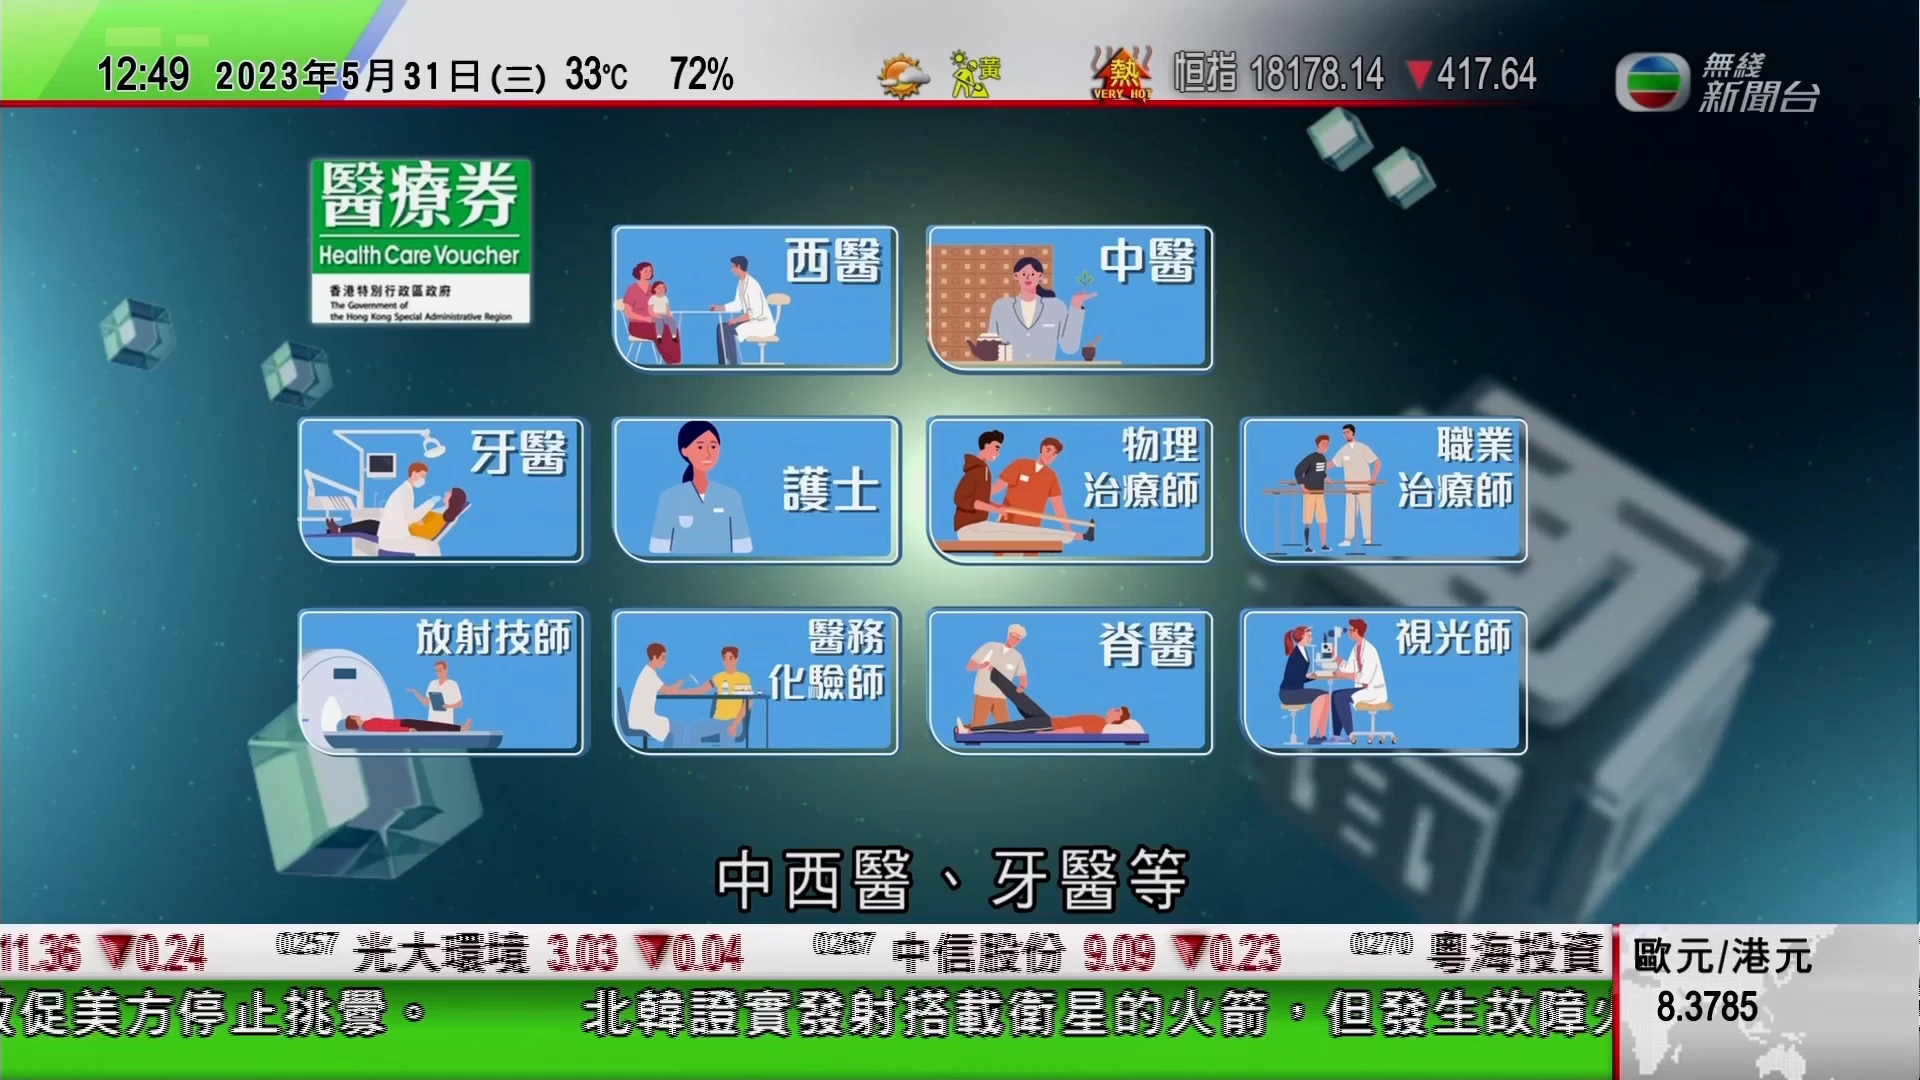 12:49 2023年5月31日(三) 33℃ 72%
黃
熱
VERY HOT
恒指 18178.14 ▼417.64
無綫
新聞台
醫療券
Health Care Voucher
香港特別行政區政府
The Government of
the Hong Kong Special Administrative Region
西醫
中醫
牙醫
護士
物理
治療師
職業
治療師
放射技師
醫務
化驗師
脊醫
視光師
中西醫、牙醫等
11.36 ▼0.24 0257 光大環境 3.03 ▼0.04 0267 中信股份 9.09 ▼0.23 0270 粵海投資
歐元/港元
8.3785
促美方停止挑釁。 北韓證實發射搭載衛星的火箭,但發生故障